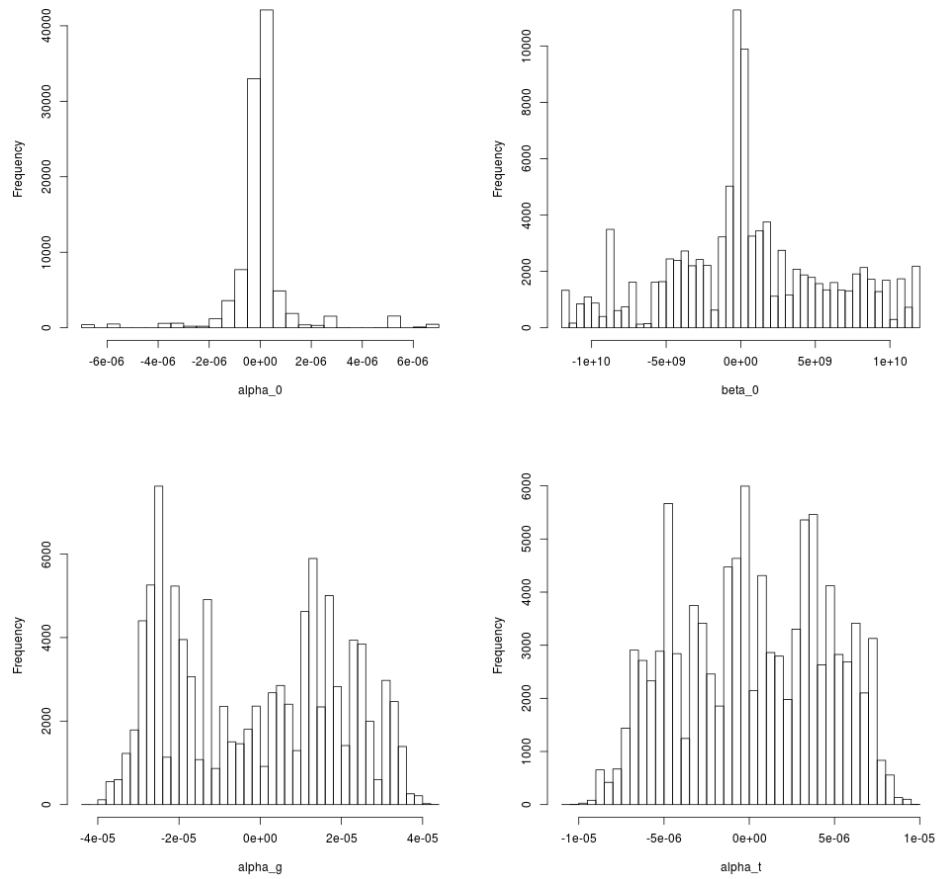 Frequency
0
10000
20000
30000
40000
-6e-06 -4e-06 -2e-06 0e+00 2e-06 4e-06 6e-06
alpha_0
Frequency
0
2000
4000
6000
8000
10000
-1e+10 -5e+09 0e+00 5e+09 1e+10
beta_0
Frequency
0
2000
4000
6000
-4e-05 -2e-05 0e+00 2e-05 4e-05
alpha_g
Frequency
0
1000
2000
3000
4000
5000
6000
-1e-05 -5e-06 0e+00 5e-06 1e-05
alpha_t